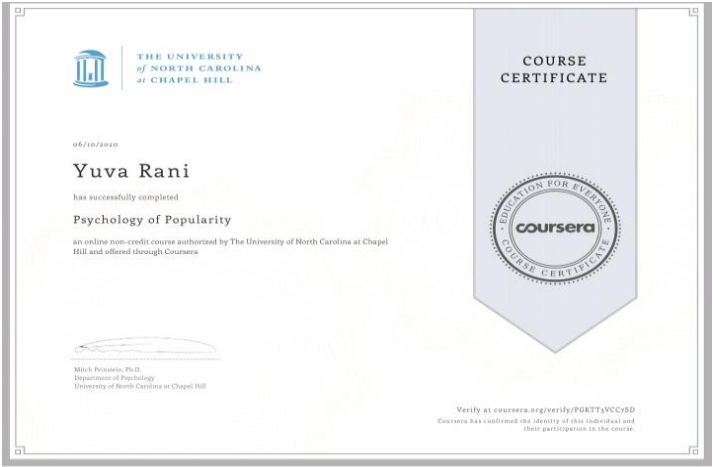 THE UNIVERSITY
of NORTH CAROLINA
at CHAPEL HILL
COURSE
CERTIFICATE
06/10/2020
Yuva Rani
has successfully completed
Psychology of Popularity
an online non-credit course authorized by The University of North Carolina at Chapel
Hill and offered through Coursera
EDUCATION FOR EVERYONE
coursera
COURSE CERTIFICATE
Mitch Prinstein, Ph.D.
Department of Psychology
University of North Carolina at Chapel Hill
Verify at coursera.org/verify/PGKTT3VCC7SD
Coursera has confirmed the identity of this individual and
their participation in the course.